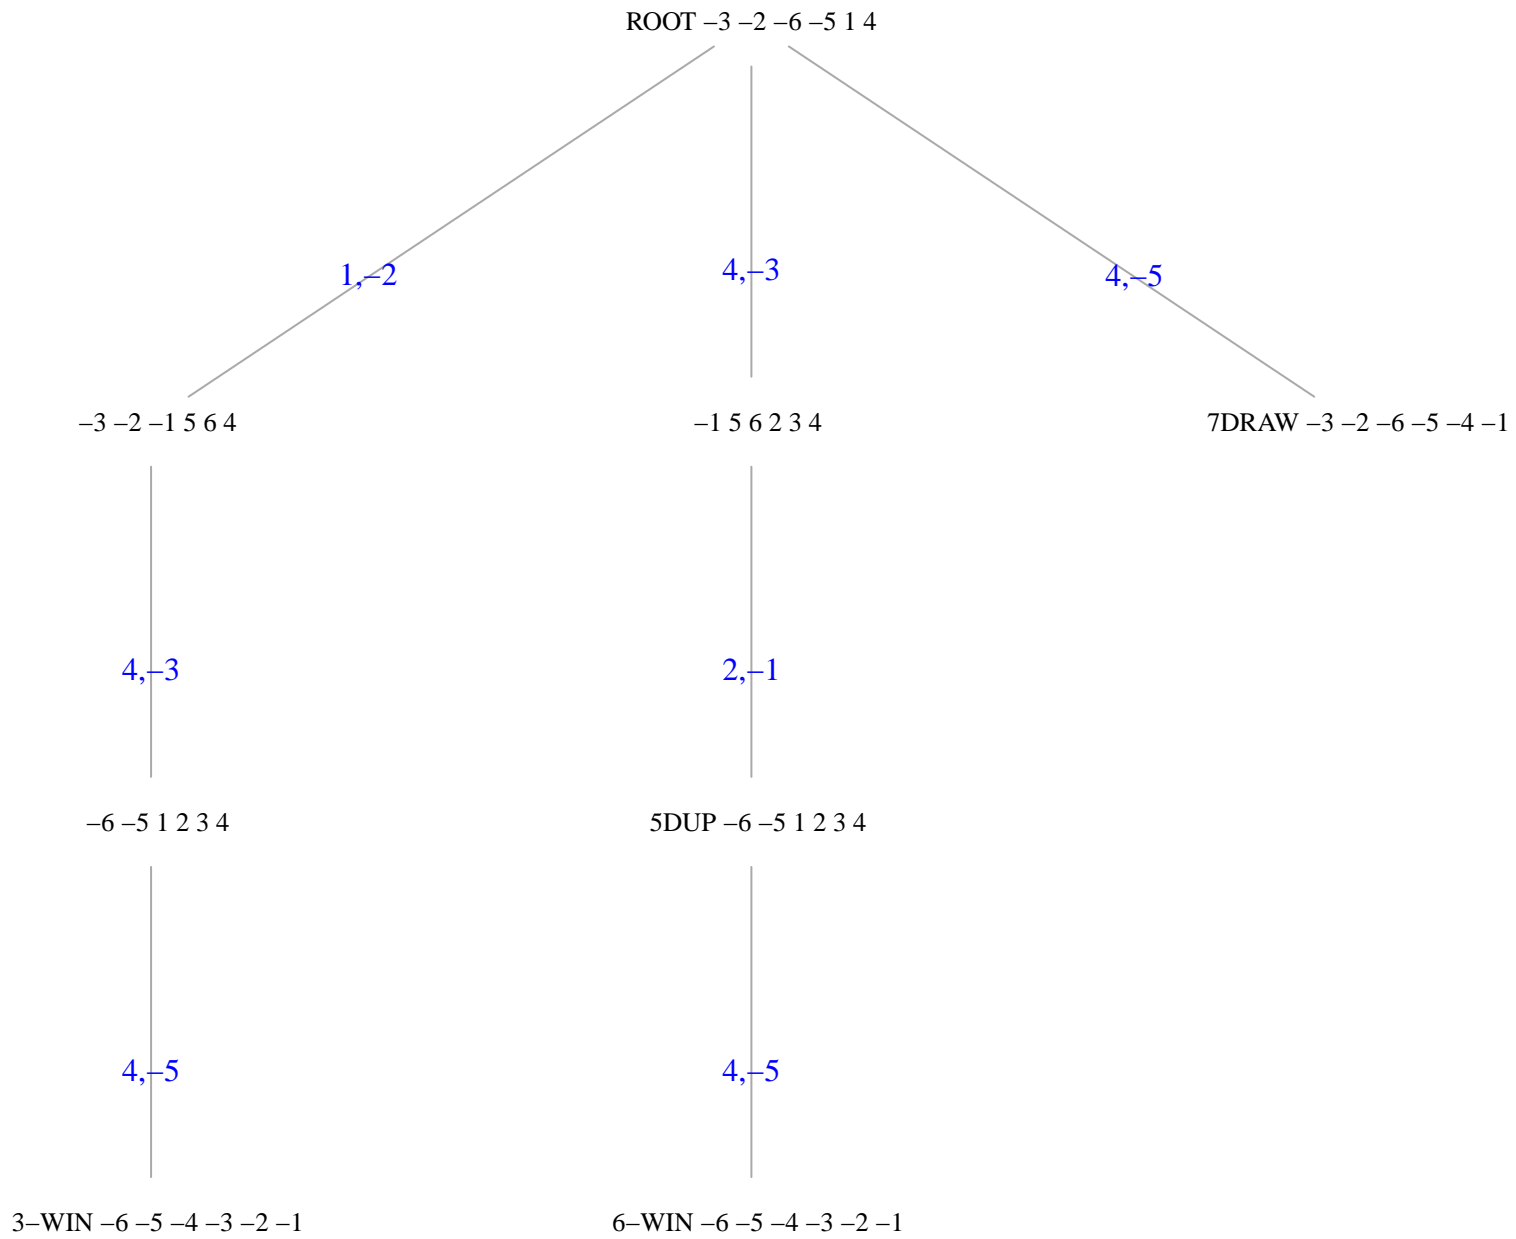 ROOT –3 –2 –6 –5 1 4
1,–2
4,–3
4,–5
–3 –2 –1 5 6 4
–1 5 6 2 3 4
7DRAW –3 –2 –6 –5 –4 –1
4,–3
2,–1
–6 –5 1 2 3 4
5DUP –6 –5 1 2 3 4
4,–5
4,–5
3–WIN –6 –5 –4 –3 –2 –1
6–WIN –6 –5 –4 –3 –2 –1